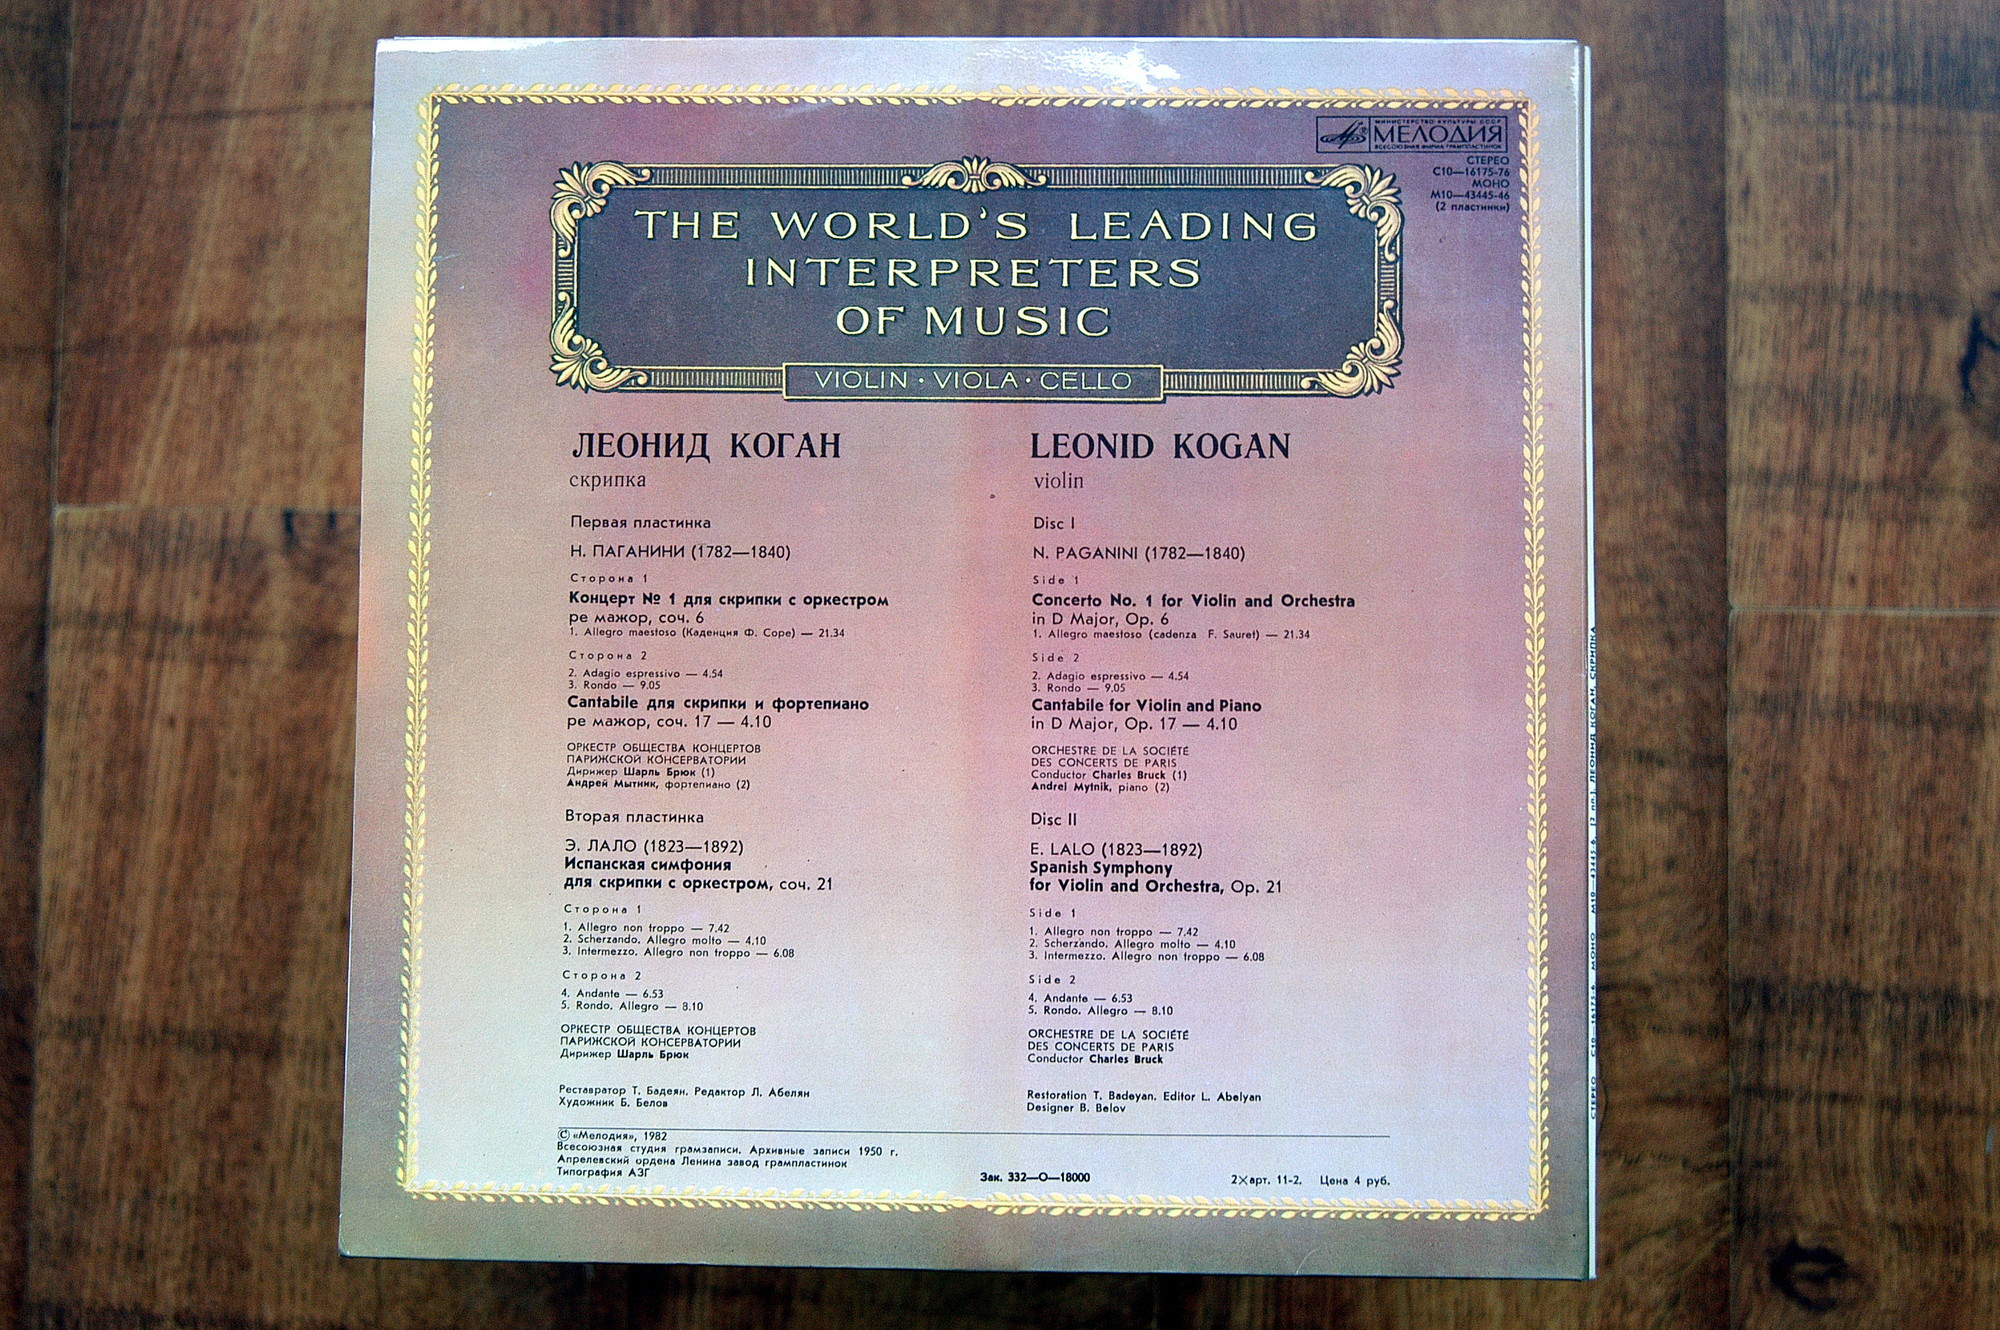 МИНИСТЕРСТВО КУЛЬТУРЫ СССР
МЕЛОДИЯ
ВСЕСОЮЗНАЯ ФИРМА ГРАМПЛАСТИНОК
СТЕРЕО
С10—16175-76
МОНО
М10—43445-46
(2 пластинки)
THE WORLD'S LEADING
INTERPRETERS
OF MUSIC
VIOLIN · VIOLA · CELLO
ЛЕОНИД КОГАН
скрипка
Первая пластинка
Н. ПАГАНИНИ (1782—1840)
Сторона 1
Концерт № 1 для скрипки с оркестром
ре мажор, соч. 6
1. Allegro maestoso (Каденция Ф. Соре) — 21.34
Сторона 2
2. Adagio espressivo — 4.54
3. Rondo — 9.05
Cantabile для скрипки и фортепиано
ре мажор, соч. 17 — 4.10
ОРКЕСТР ОБЩЕСТВА КОНЦЕРТОВ
ПАРИЖСКОЙ КОНСЕРВАТОРИИ
Дирижер Шарль Брюк (1)
Андрей Мытник, фортепиано (2)
Вторая пластинка
Э. ЛАЛО (1823—1892)
Испанская симфония
для скрипки с оркестром, соч. 21
Сторона 1
1. Allegro non troppo — 7.42
2. Scherzando. Allegro molto — 4.10
3. Intermezzo. Allegro non troppo — 6.08
Сторона 2
4. Andante — 6.53
5. Rondo. Allegro — 8.10
ОРКЕСТР ОБЩЕСТВА КОНЦЕРТОВ
ПАРИЖСКОЙ КОНСЕРВАТОРИИ
Дирижер Шарль Брюк
Реставратор Т. Бадеян. Редактор Л. Абелян
Художник Б. Белов
LEONID KOGAN
violin
Disc I
N. PAGANINI (1782—1840)
Side 1
Concerto No. 1 for Violin and Orchestra
in D Major, Op. 6
1. Allegro maestoso (cadenza F. Sauret) — 21.34
Side 2
2. Adagio espressivo — 4.54
3. Rondo — 9.05
Cantabile for Violin and Piano
in D Major, Op. 17 — 4.10
ORCHESTRE DE LA SOCIÉTÉ
DES CONCERTS DE PARIS
Conductor Charles Bruck (1)
Andrei Mytnik, piano (2)
Disc II
E. LALO (1823—1892)
Spanish Symphony
for Violin and Orchestra, Op. 21
Side 1
1. Allegro non troppo — 7.42
2. Scherzando. Allegro molto — 4.10
3. Intermezzo. Allegro non troppo — 6.08
Side 2
4. Andante — 6.53
5. Rondo. Allegro — 8.10
ORCHESTRE DE LA SOCIÉTÉ
DES CONCERTS DE PARIS
Conductor Charles Bruck
Restoration T. Badeyan. Editor L. Abelyan
Designer B. Belov
© «Мелодия», 1982
Всесоюзная студия грамзаписи. Архивные записи 1950 г.
Апрелевский ордена Ленина завод грампластинок
Типография АЗГ
Зак. 332—О—18000
2×арт. 11-2. Цена 4 руб.
СТЕРЕО С10—16175-6 МОНО М10—43445-6 (2 пл.). ЛЕОНИД КОГАН, СКРИПКА